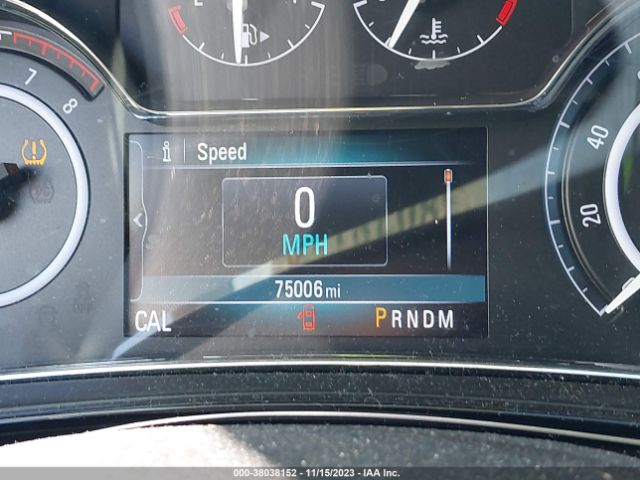 7
8
i Speed
0
MPH
40
20
75006 mi
CAL
PRNDM
000-38038152 - 11/15/2023 - IAA Inc.